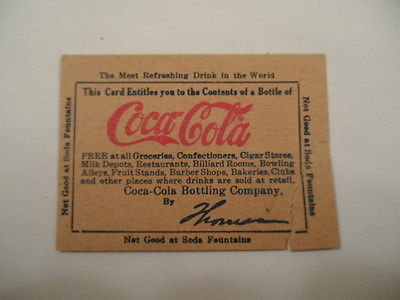 The Most Refreshing Drink in the World
This Card Entitles you to the Contents of a Bottle of
Coca-Cola
FREE at all Groceries, Confectioners, Cigar Stores,
Milk Depots, Restaurants, Billiard Rooms, Bowling
Alleys, Fruit Stands, Barber Shops, Bakeries, Clubs
and other places where drinks are sold at retail.
Coca-Cola Bottling Company,
By
Not Good at Soda Fountains
Not Good at Soda Fountains
Not Good at Soda Fountains